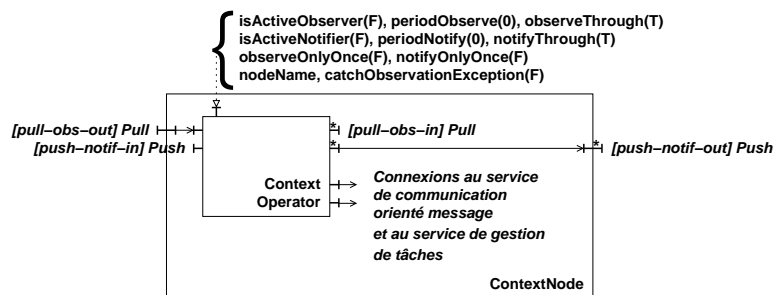 isActiveObserver(F), periodObserve(0), observeThrough(T)
isActiveNotifier(F), periodNotify(0), notifyThrough(T)
observeOnlyOnce(F), notifyOnlyOnce(F)
nodeName, catchObservationException(F)
[pull−obs−out] Pull
* [pull−obs−in] Pull
[push−notif−in] Push
*
* [push−notif−out] Push
Context
Operator
Connexions au service
de communication
orienté message
et au service de gestion
de tâches
ContextNode